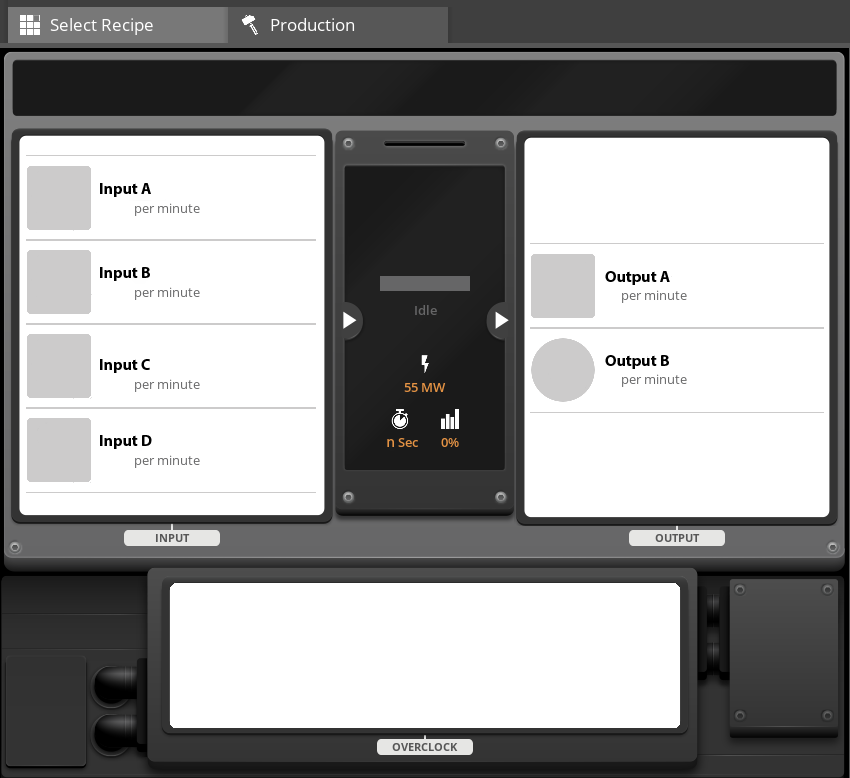 Select Recipe
Production
Input A
per minute
Input B
per minute
Input C
per minute
Input D
per minute
Idle
55 MW
n Sec
0%
Output A
per minute
Output B
per minute
INPUT
OUTPUT
OVERCLOCK